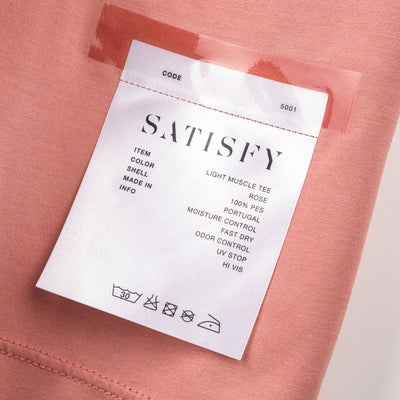 CODE 5001
SATISFY
ITEM LIGHT MUSCLE TEE
COLOR ROSE
SHELL 100% PES
MADE IN PORTUGAL
INFO MOISTURE CONTROL
FAST DRY
ODOR CONTROL
UV STOP
HI VIS
30